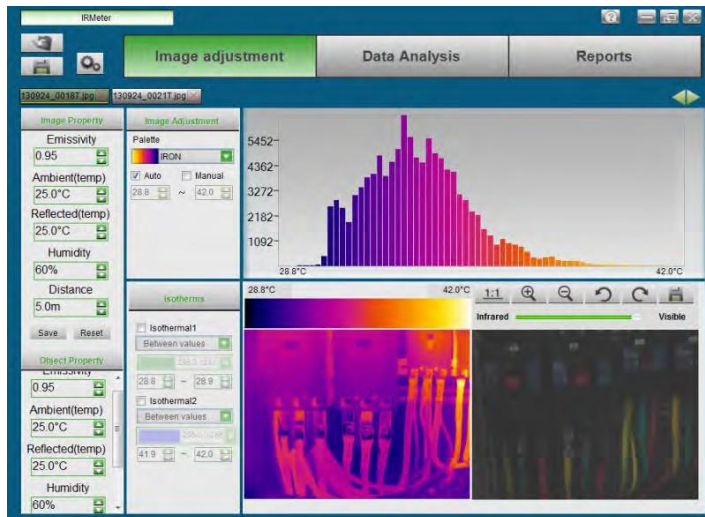 IRMeter
Image adjustment
Data Analysis
Reports
130924_0018T.jpg
130924_0021T.jpg
Image Property
Emissivity
0.95
Ambient(temp)
25.0°C
Reflected(temp)
25.0°C
Humidity
60%
Distance
5.0m
Save Reset
Object Property
Emissivity
0.95
Ambient(temp)
25.0°C
Reflected(temp)
25.0°C
Humidity
60%
Image Adjustment
Palette
IRON
Auto Manual
28.8 ~ 42.0
Isotherms
Isothermal1
Between values
28.8 ~ 28.9
Isothermal2
Between values
41.9 ~ 42.0
5452
4362
3272
2182
1092
28.8°C 42.0°C
28.8°C 42.0°C
1:1
Infrared Visible